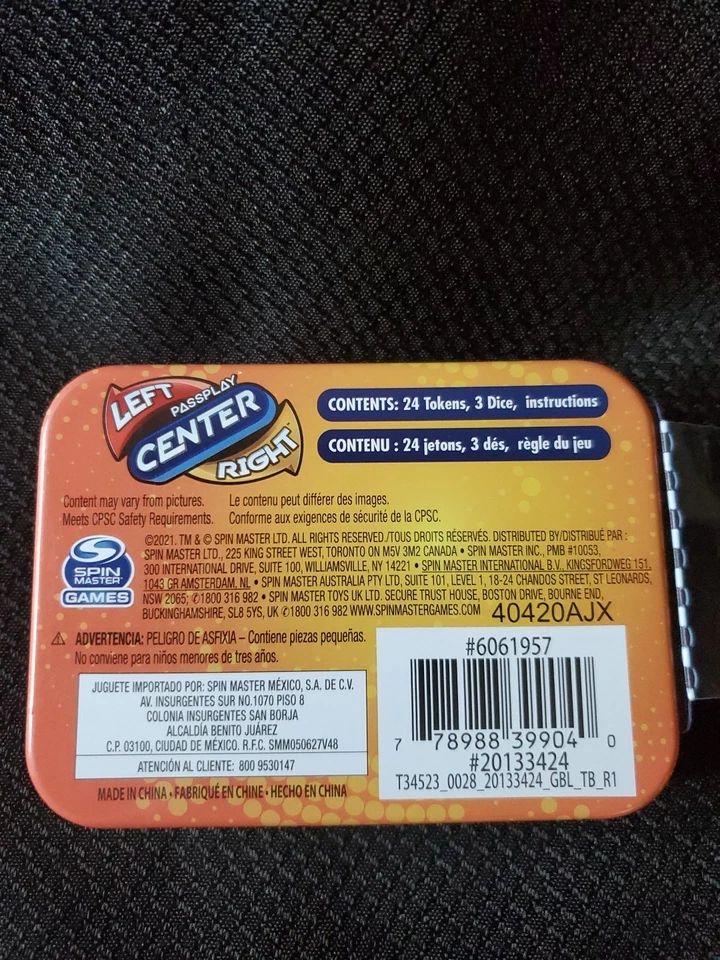 LEFT
PASSPLAY™
CENTER
RIGHT™
CONTENTS: 24 Tokens, 3 Dice, instructions
CONTENU : 24 jetons, 3 dés, règle du jeu
Content may vary from pictures. Le contenu peut différer des images.
Meets CPSC Safety Requirements. Conforme aux exigences de sécurité de la CPSC.
SPIN
MASTER™
GAMES
©2021. TM & © SPIN MASTER LTD. ALL RIGHTS RESERVED./TOUS DROITS RÉSERVÉS. DISTRIBUTED BY/DISTRIBUÉ PAR :
SPIN MASTER LTD., 225 KING STREET WEST, TORONTO ON M5V 3M2 CANADA • SPIN MASTER INC., PMB #10053,
300 INTERNATIONAL DRIVE, SUITE 100, WILLIAMSVILLE, NY 14221 • SPIN MASTER INTERNATIONAL B.V., KINGSFORDWEG 151,
1043 GR AMSTERDAM, NL • SPIN MASTER AUSTRALIA PTY LTD, SUITE 101, LEVEL 1, 18-24 CHANDOS STREET, ST LEONARDS,
NSW 2065; ✆1800 316 982 • SPIN MASTER TOYS UK LTD. SECURE TRUST HOUSE, BOSTON DRIVE, BOURNE END,
BUCKINGHAMSHIRE, SL8 5YS, UK ✆1800 316 982 WWW.SPINMASTERGAMES.COM 40420AJX
⚠ ADVERTENCIA: PELIGRO DE ASFIXIA – Contiene piezas pequeñas.
No conviene para niños menores de tres años.
JUGUETE IMPORTADO POR: SPIN MASTER MÉXICO, S.A. DE C.V.
AV. INSURGENTES SUR NO.1070 PISO 8
COLONIA INSURGENTES SAN BORJA
ALCALDÍA BENITO JUÁREZ
C.P. 03100, CIUDAD DE MÉXICO. R.F.C. SMM050627V48
ATENCIÓN AL CLIENTE: 800 9530147
MADE IN CHINA • FABRIQUÉ EN CHINE • HECHO EN CHINA
#6061957
7 78988 39904 0
#20133424
T34523_0028_20133424_GBL_TB_R1